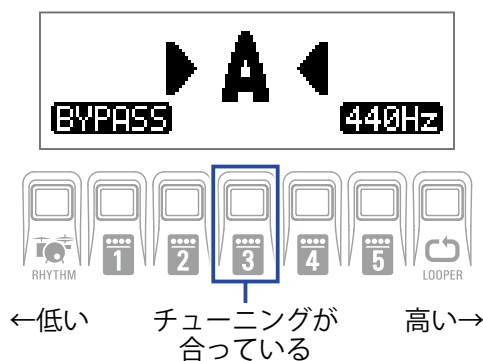 A
BYPASS 440Hz
1 2 3 4 5
RHYTHM LOOPER
←低い チューニングが 高い→
合っている